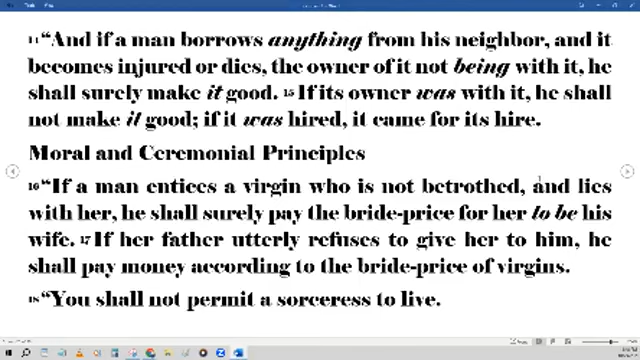 14 “And if a man borrows anything from his neighbor, and it
becomes injured or dies, the owner of it not being with it, he
shall surely make it good. 15 If its owner was with it, he shall
not make it good; if it was hired, it came for its hire.
Moral and Ceremonial Principles
16 “If a man entices a virgin who is not betrothed, and lies
with her, he shall surely pay the bride-price for her to be his
wife. 17 If her father utterly refuses to give her to him, he
shall pay money according to the bride-price of virgins.
18 “You shall not permit a sorceress to live.